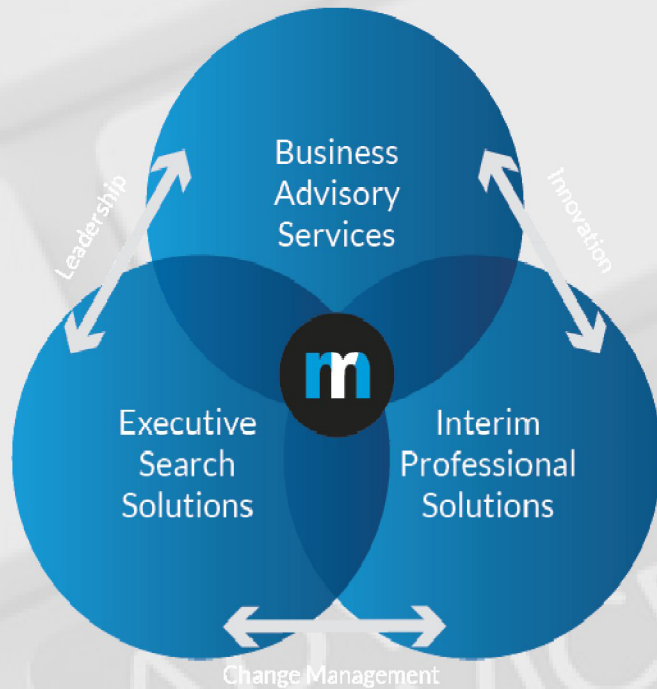 Business
Advisory
Services
Leadership
Innovation
m
Executive
Search
Solutions
Interim
Professional
Solutions
Change Management